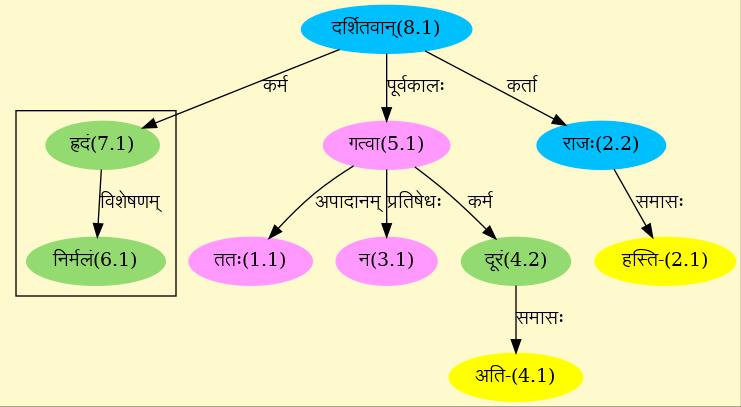 दर्शितवान्(8.1)
कर्म पूर्वकालः कर्ता
ह्रदं(7.1) गत्वा(5.1) राजः(2.2)
विशेषणम् अपादानम् प्रतिषेधः कर्म समासः
निर्मलं(6.1) ततः(1.1) न(3.1) दूरं(4.2) हस्ति-(2.1)
समासः
अति-(4.1)